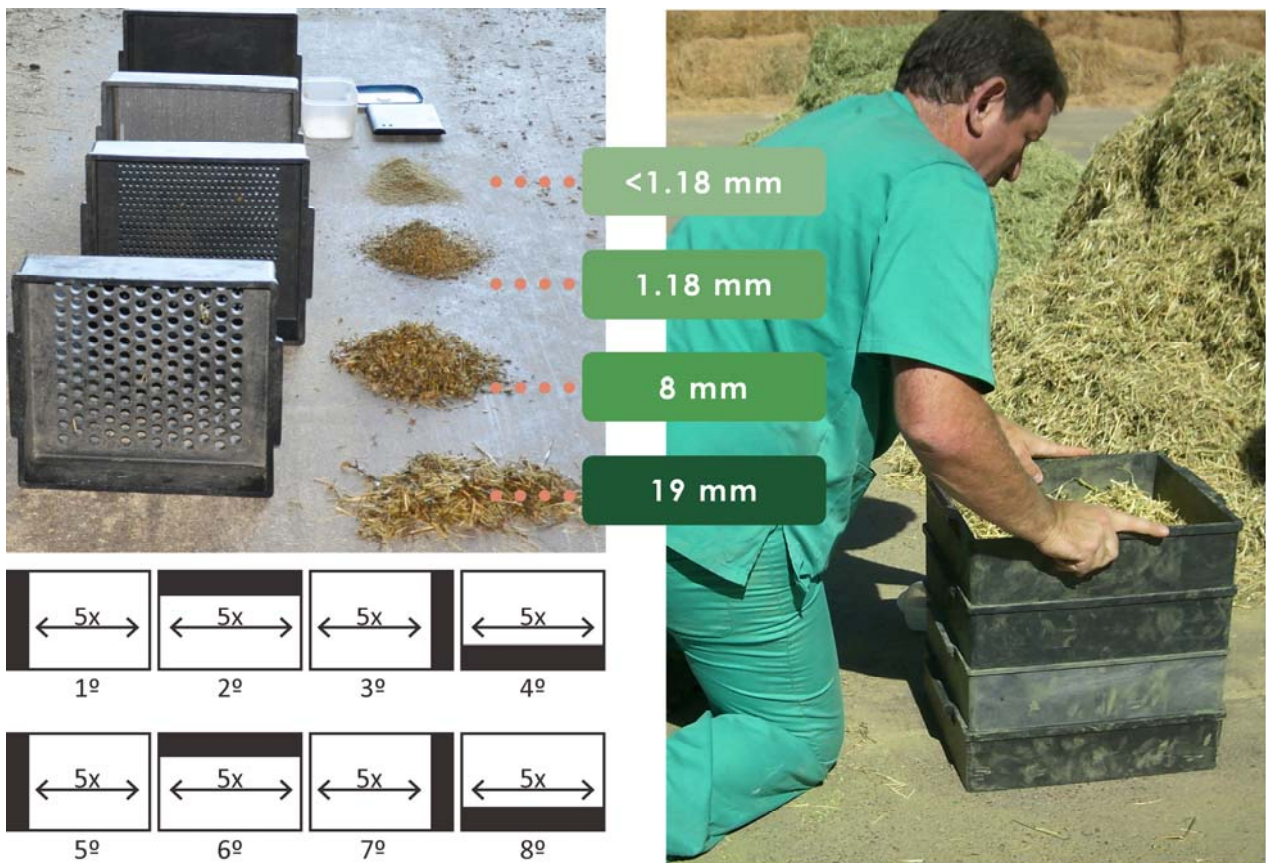 <1.18 mm
1.18 mm
8 mm
19 mm
5x 5x 5x 5x
1º 2º 3º 4º
5x 5x 5x 5x
5º 6º 7º 8º